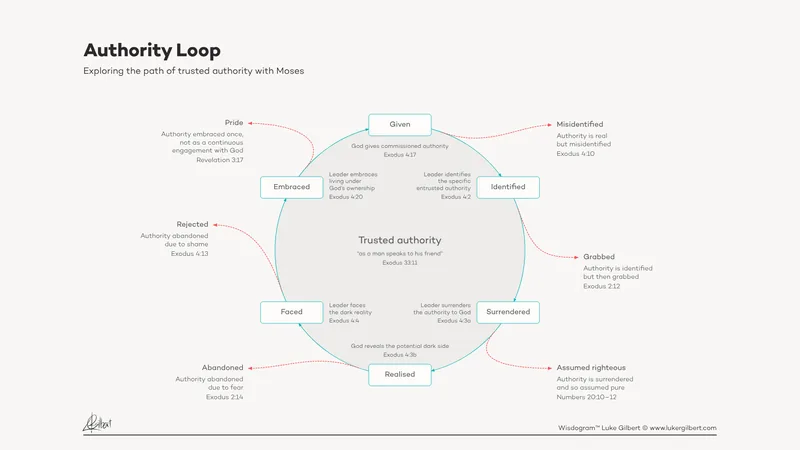 Authority Loop
Exploring the path of trusted authority with Moses
Given
God gives commissioned authority
Exodus 4:17
Misidentified
Authority is real
but misidentified
Exodus 4:10
Pride
Authority embraced once,
not as a continuous
engagement with God
Revelation 3:17
Embraced
Leader embraces
living under
God's ownership
Exodus 4:20
Leader identifies
the specific
entrusted authority
Exodus 4:2
Identified
Rejected
Authority abandoned
due to shame
Exodus 4:13
Trusted authority
"as a man speaks to his friend"
Exodus 33:11
Grabbed
Authority is identified
but then grabbed
Exodus 2:12
Faced
Leader faces
the dark reality
Exodus 4:4
Leader surrenders
the authority to God
Exodus 4:3a
Surrendered
God reveals the potential dark side
Exodus 4:3b
Realised
Abandoned
Authority abandoned
due to fear
Exodus 2:14
Assumed righteous
Authority is surrendered
and so assumed pure
Numbers 20:10–12
Wisdogram™ Luke Gilbert © www.lukergilbert.com